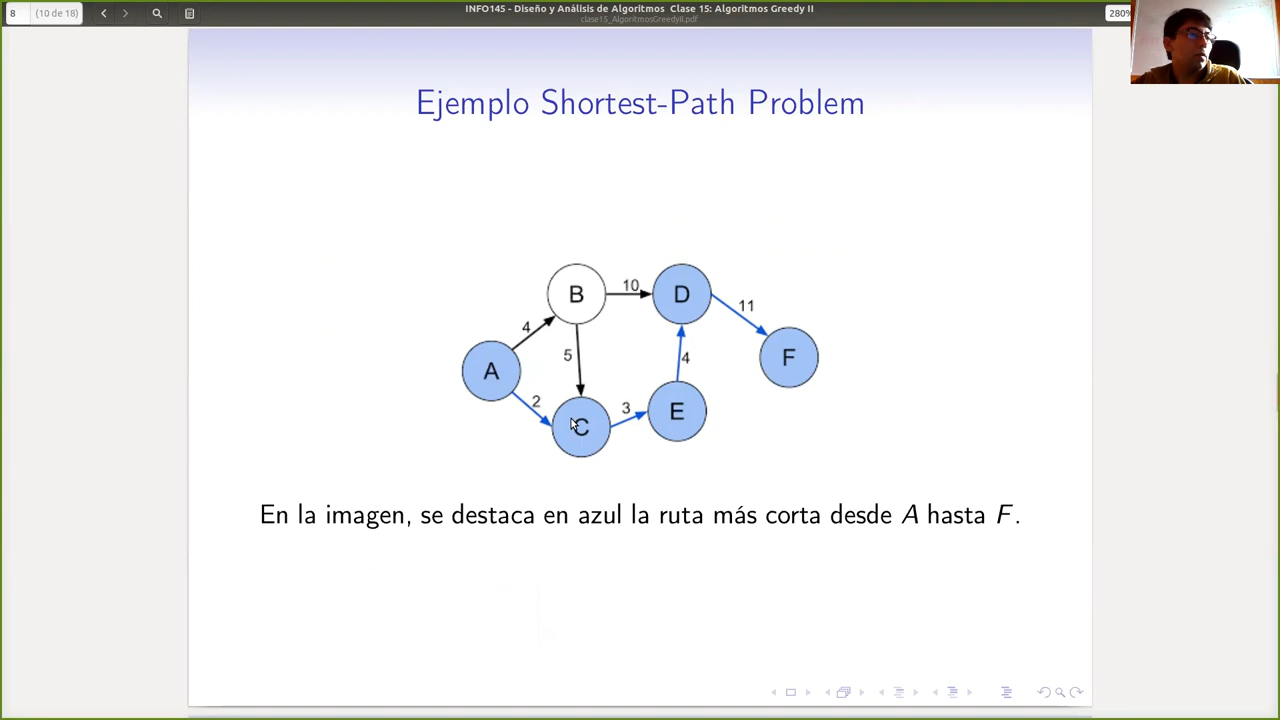 8 (10 de 18)
INFO145 - Diseño y Análisis de Algoritmos Clase 15: Algoritmos Greedy II
clase15_AlgoritmosGreedyII.pdf
280%
Ejemplo Shortest-Path Problem
B
10
D
11
4
5
4
F
A
2
3
E
C
En la imagen, se destaca en azul la ruta más corta desde A hasta F.